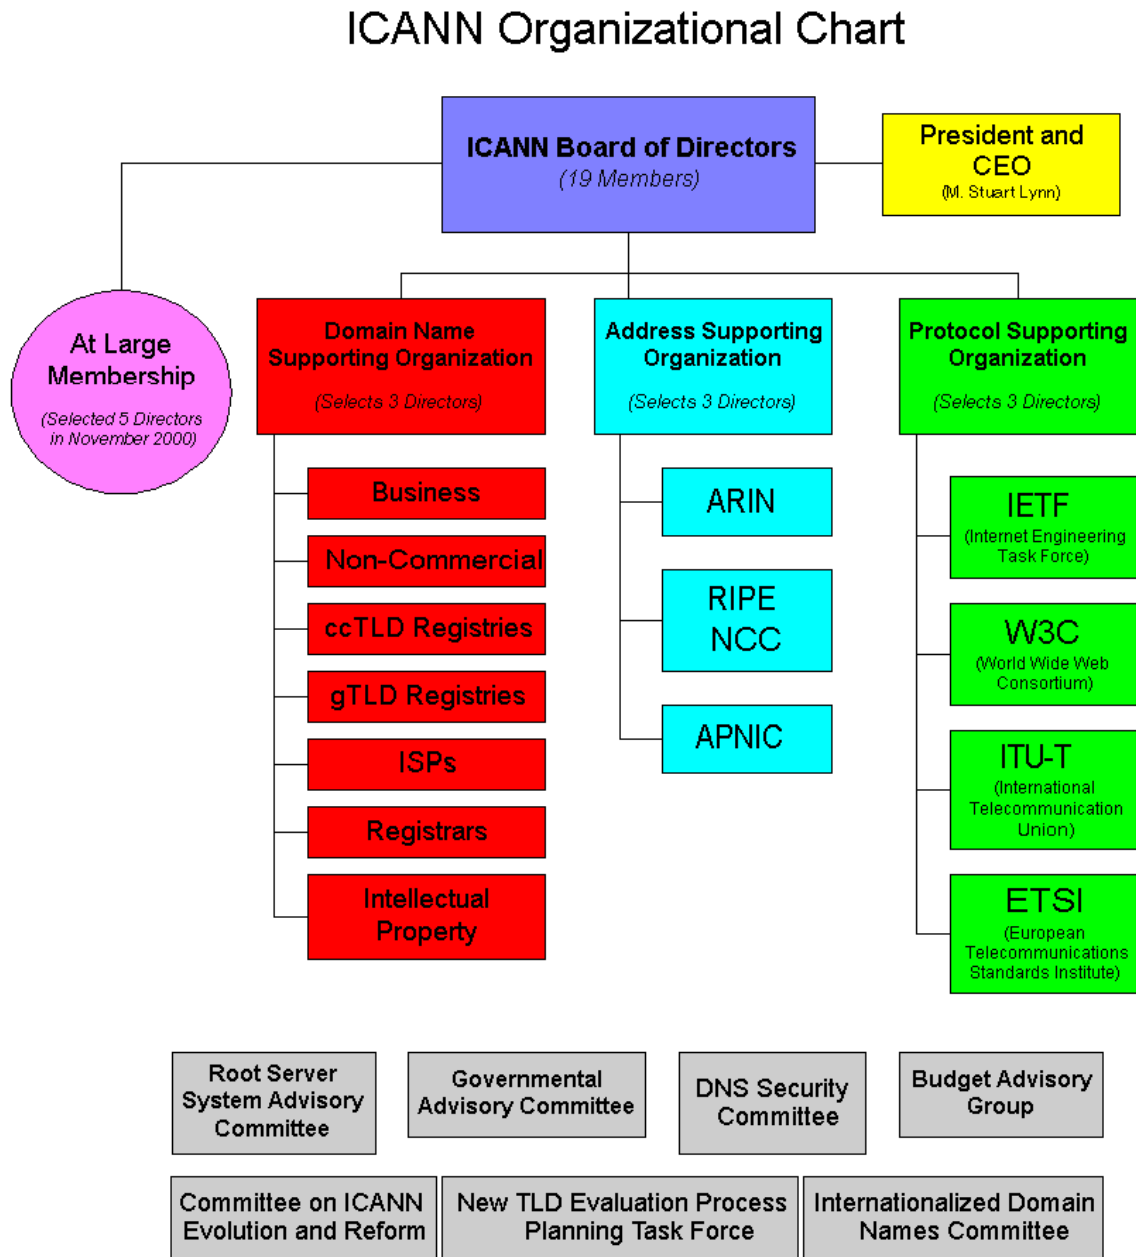 ICANN Organizational Chart
ICANN Board of Directors
(19 Members)
President and
CEO
(M. Stuart Lynn)
At Large
Membership
(Selected 5 Directors
in November 2000)
Domain Name
Supporting Organization
(Selects 3 Directors)
Address Supporting
Organization
(Selects 3 Directors)
Protocol Supporting
Organization
(Selects 3 Directors)
Business
Non-Commercial
ccTLD Registries
gTLD Registries
ISPs
Registrars
Intellectual
Property
ARIN
RIPE
NCC
APNIC
IETF
(Internet Engineering
Task Force)
W3C
(World Wide Web
Consortium)
ITU-T
(International
Telecommunication
Union)
ETSI
(European
Telecommunications
Standards Institute)
Root Server
System Advisory
Committee
Governmental
Advisory Committee
DNS Security
Committee
Budget Advisory
Group
Committee on ICANN
Evolution and Reform
New TLD Evaluation Process
Planning Task Force
Internationalized Domain
Names Committee